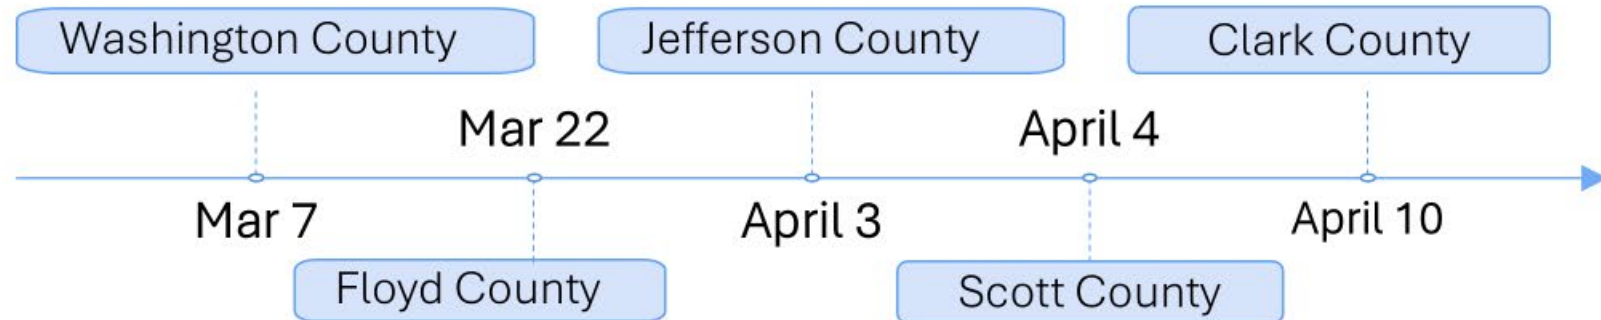 Washington County
Jefferson County
Clark County
Mar 22
April 4
Mar 7
April 3
April 10
Floyd County
Scott County